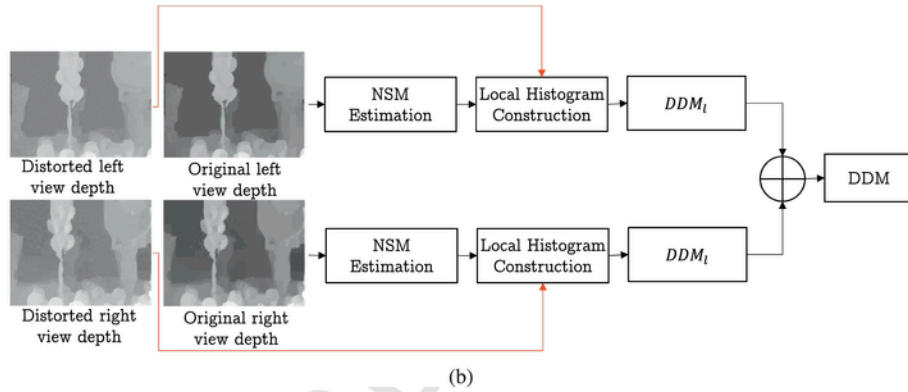 Distorted left
view depth
Original left
view depth
NSM
Estimation
Local Histogram
Construction
DDM_l
DDM
Distorted right
view depth
Original right
view depth
NSM
Estimation
Local Histogram
Construction
DDM_l
(b)